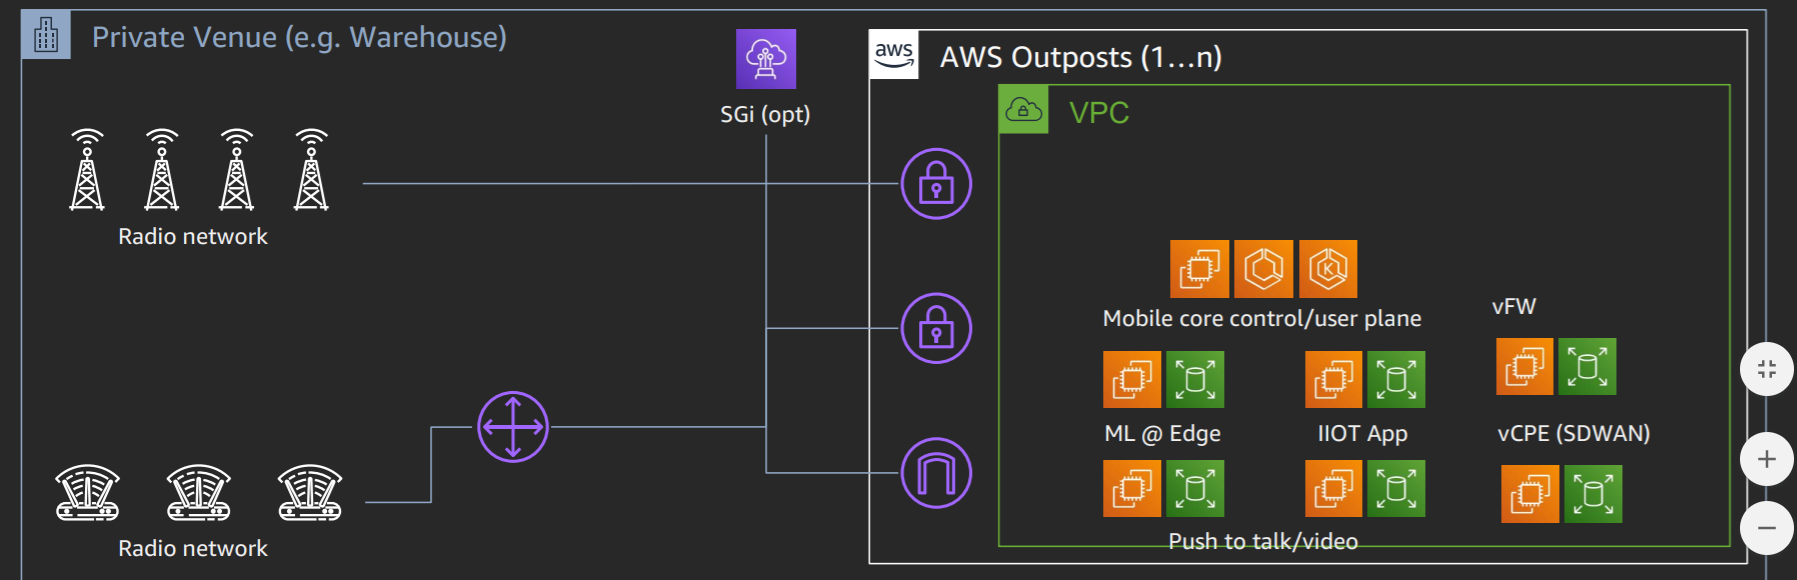 Private Venue (e.g. Warehouse)
SGi (opt)
aws
AWS Outposts (1...n)
VPC
Radio network
Mobile core control/user plane
vFW
K
ML @ Edge
IIOT App
vCPE (SDWAN)
Push to talk/video
Radio network